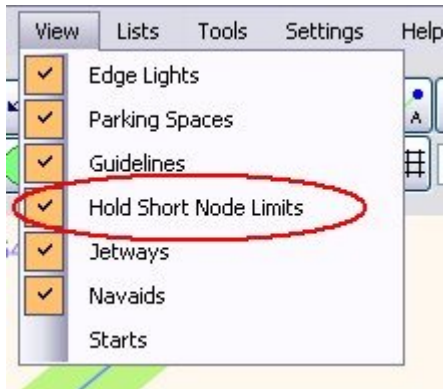 View Lists Tools Settings Help
Edge Lights
A
Parking Spaces
Guidelines
Hold Short Node Limits
Jetways
Navaids
Starts